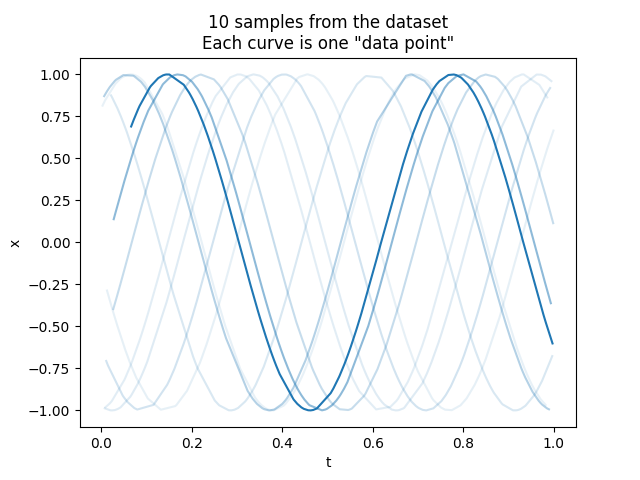 10 samples from the dataset
Each curve is one "data point"
1.00
0.75
0.50
0.25
0.00
−0.25
−0.50
−0.75
−1.00
x
0.0 0.2 0.4 0.6 0.8 1.0
t